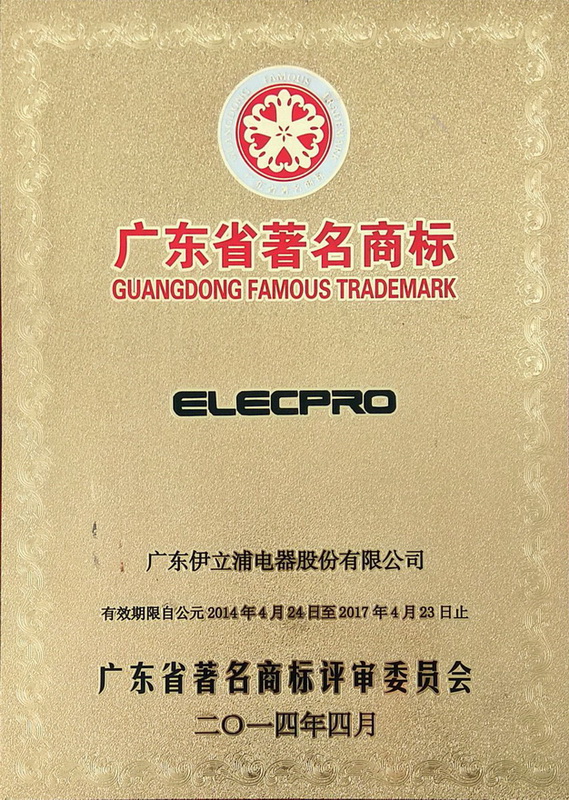 FAMOUS
广东省著名商标
GUANGDONG FAMOUS TRADEMARK
ELECPRO
广东伊立浦电器股份有限公司
有效期限自公元2014年4月24日至2017年4月23日止
广东省著名商标评审委员会
二〇一四年四月